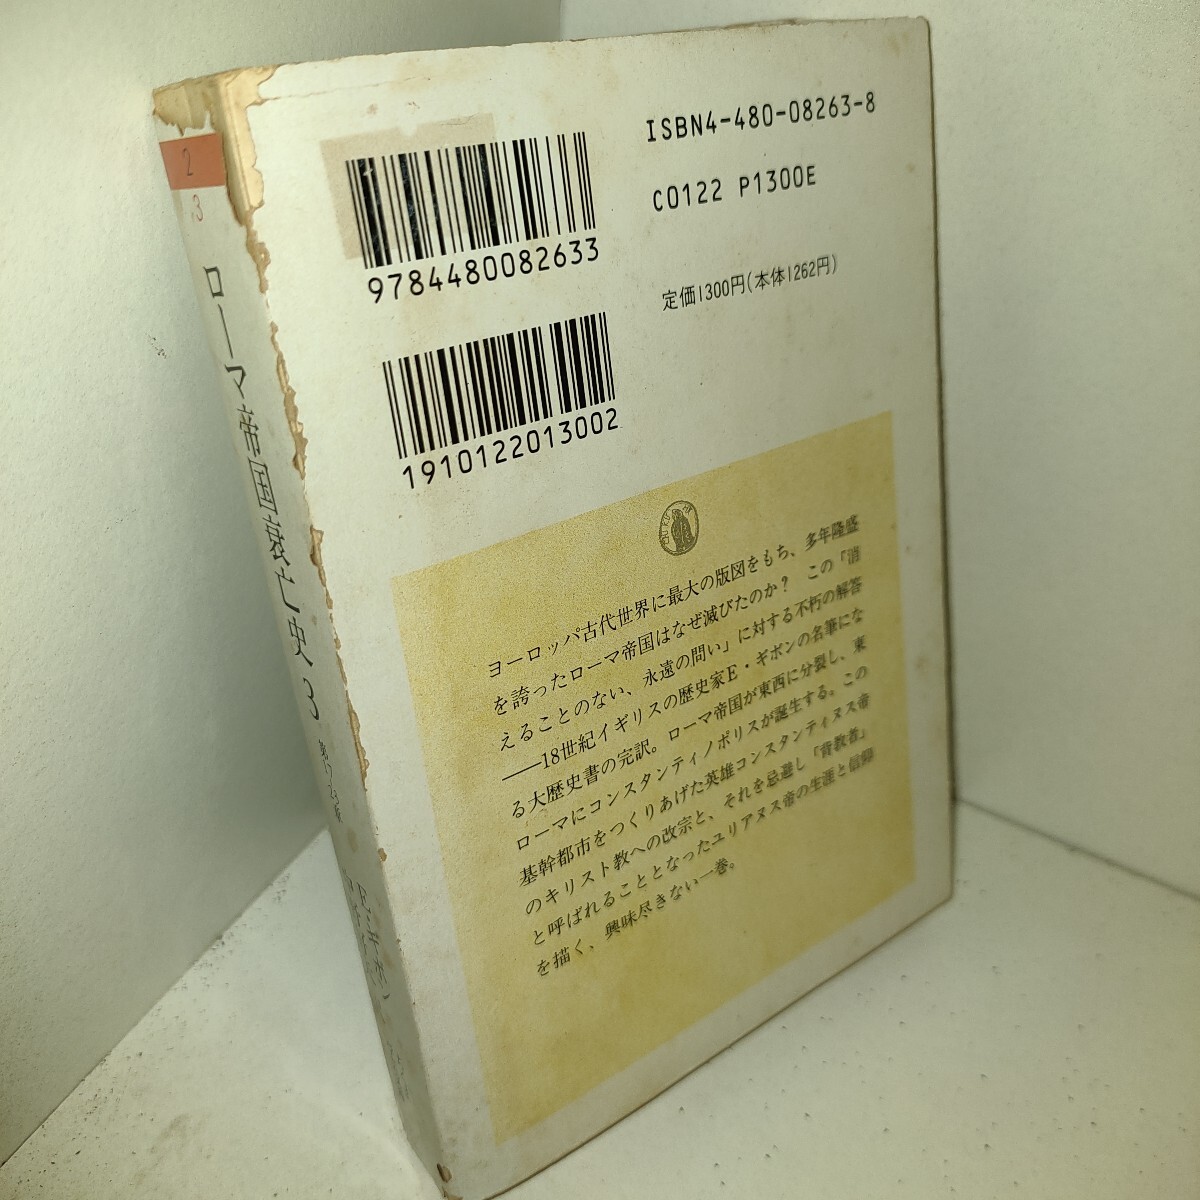 2
3
ローマ帝国衰亡史 3
ISBN4-480-08263-8
C0122 P1300E
定価1300円(本体1262円)
9784480082633
1910122013002
ヨーロッパ古代世界に最大の版図をもち、多年隆盛
を誇ったローマ帝国はなぜ滅びたのか? この「消
えることのない、永遠の問い」に対する不朽の解答
——18世紀イギリスの歴史家E・ギボンの名筆にな
る大歴史書の完訳。ローマ帝国が東西に分裂し、東
ローマにコンスタンティノポリスが誕生する。この
基幹都市をつくりあげた英雄コンスタンティヌス帝
のキリスト教への改宗と、それを忌避し「背教者」
と呼ばれることとなったユリアヌス帝の生涯と信仰
を描く、興味尽きない一巻。